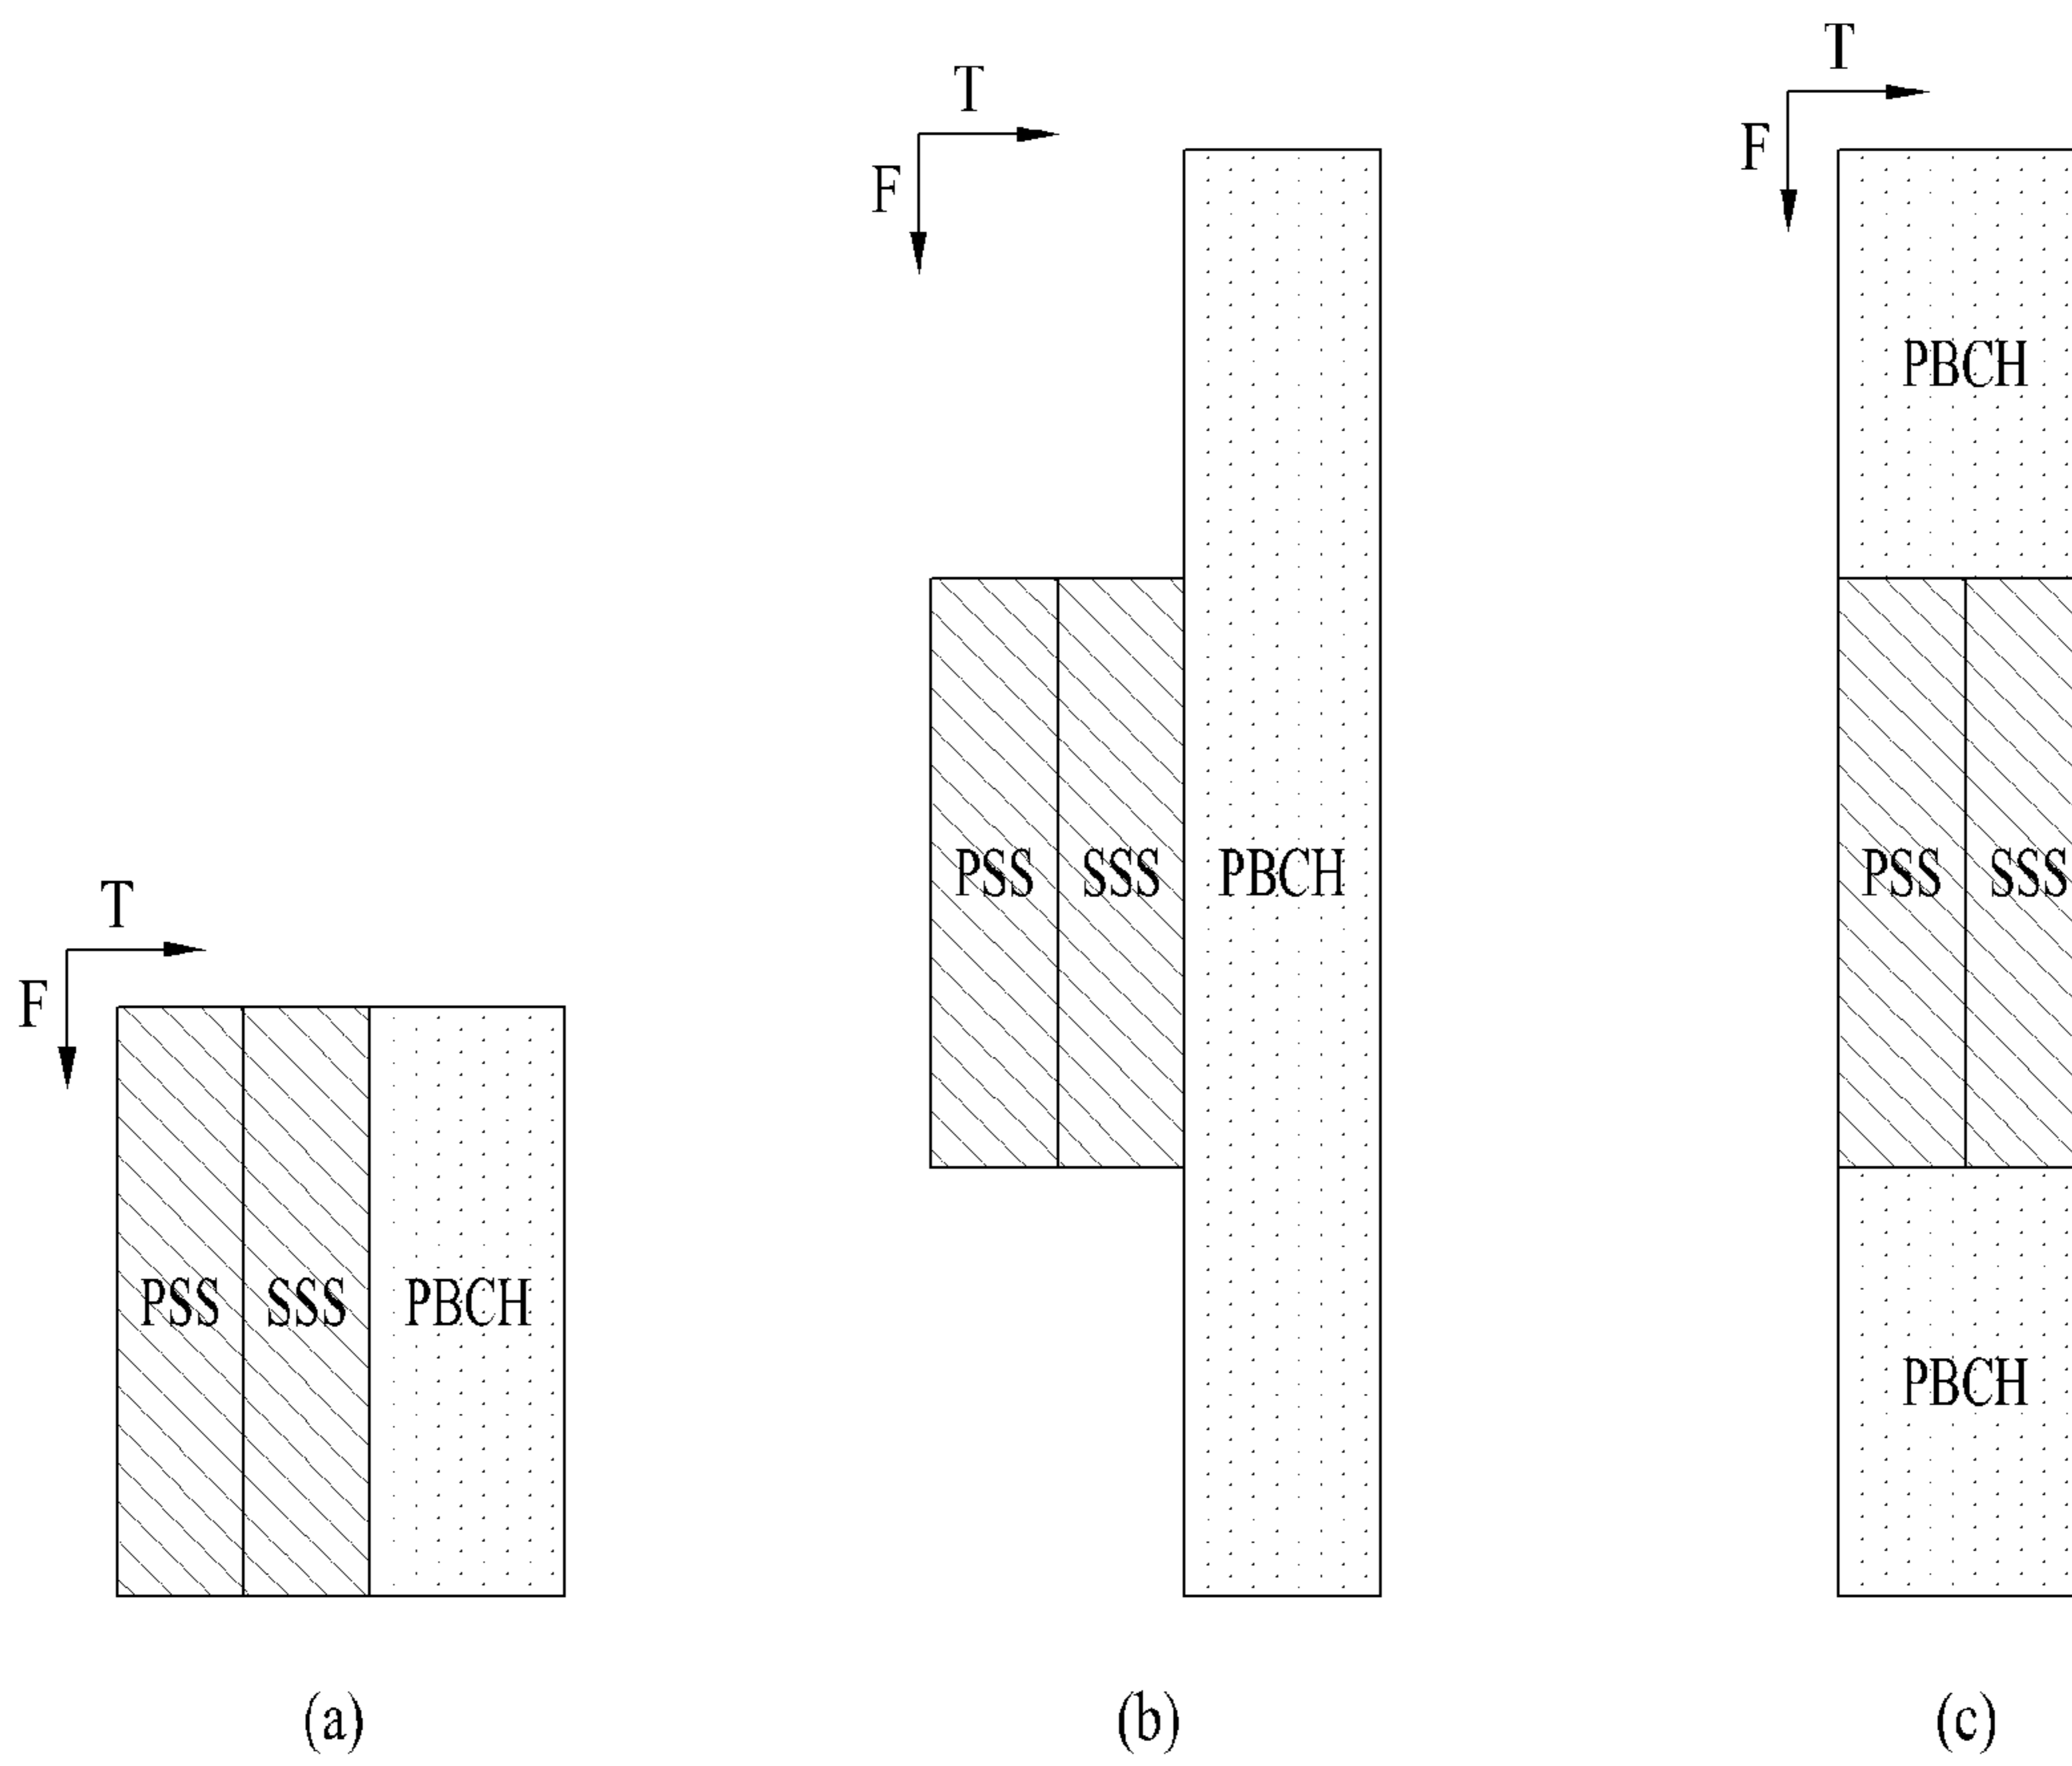 T
F
PSS SSS PBCH
(a)
T
F
PSS SSS PBCH
(b)
T
F
PBCH
PSS SSS
PBCH
(c)